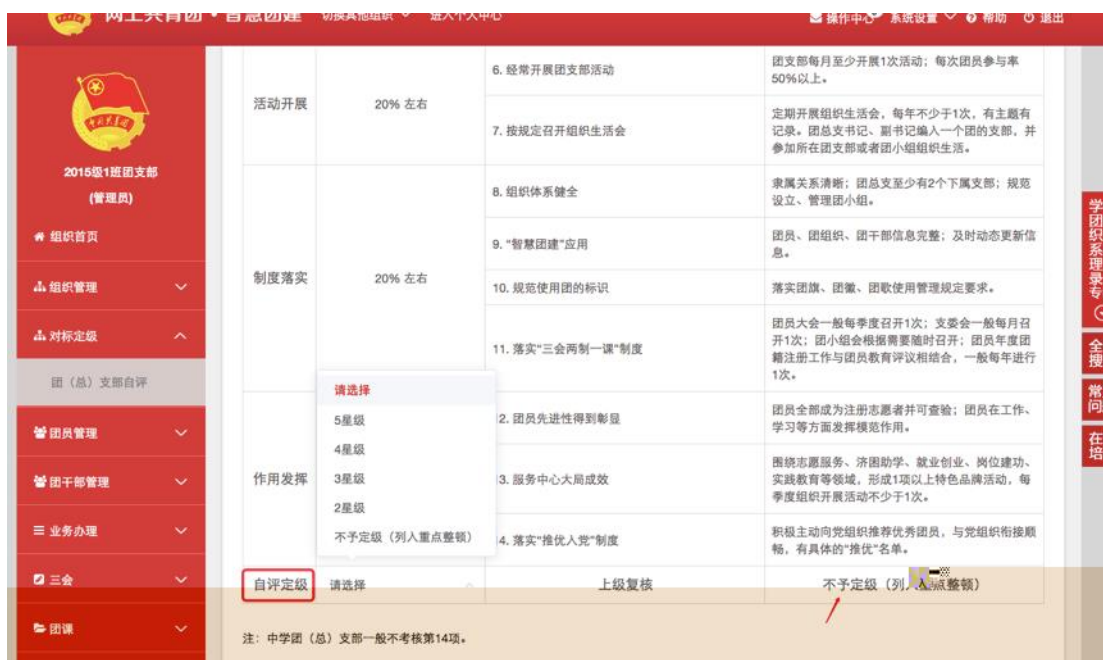 网上共青团·智慧团建 切换其他组织 进入个人中心 操作中心 系统设置 帮助 退出
2015级1班团支部
(管理员)
组织首页
组织管理
对标定级
团（总）支部自评
团员管理
团干部管理
业务办理
三会
团课
活动开展
20% 左右
6. 经常开展团支部活动
团支部每月至少开展1次活动；每次团员参与率
50%以上。
7. 按规定召开组织生活会
定期开展组织生活会，每年不少于1次，有主题有
记录。团总支书记、副书记编入一个团的支部，并
参加所在团支部或者团小组组织生活。
制度落实
20% 左右
8. 组织体系健全
隶属关系清晰；团总支至少有2个下属支部；规范
设立、管理团小组。
9. “智慧团建”应用
团员、团组织、团干部信息完整；及时动态更新信
息。
10. 规范使用团的标识
落实团旗、团徽、团歌使用管理规定要求。
11. 落实“三会两制一课”制度
团员大会一般每季度召开1次；支委会一般每月召
开1次；团小组会根据需要随时召开；团员年度团
籍注册工作与团员教育评议相结合，一般每年进行
1次。
作用发挥
请选择
5星级
4星级
3星级
2星级
不予定级（列入重点整顿）
2. 团员先进性得到彰显
团员全部成为注册志愿者并可查验；团员在工作、
学习等方面发挥模范作用。
3. 服务中心大局成效
围绕志愿服务、济困助学、就业创业、岗位建功、
实践教育等领域，形成1项以上特色品牌活动，每
季度组织开展活动不少于1次。
4. 落实“推优入党”制度
积极主动向党组织推荐优秀团员，与党组织衔接顺
畅，有具体的“推优”名单。
自评定级
请选择
上级复核
不予定级（列入重点整顿）
注：中学团（总）支部一般不考核第14项。
学团织系理录专
全搜
常问
在培